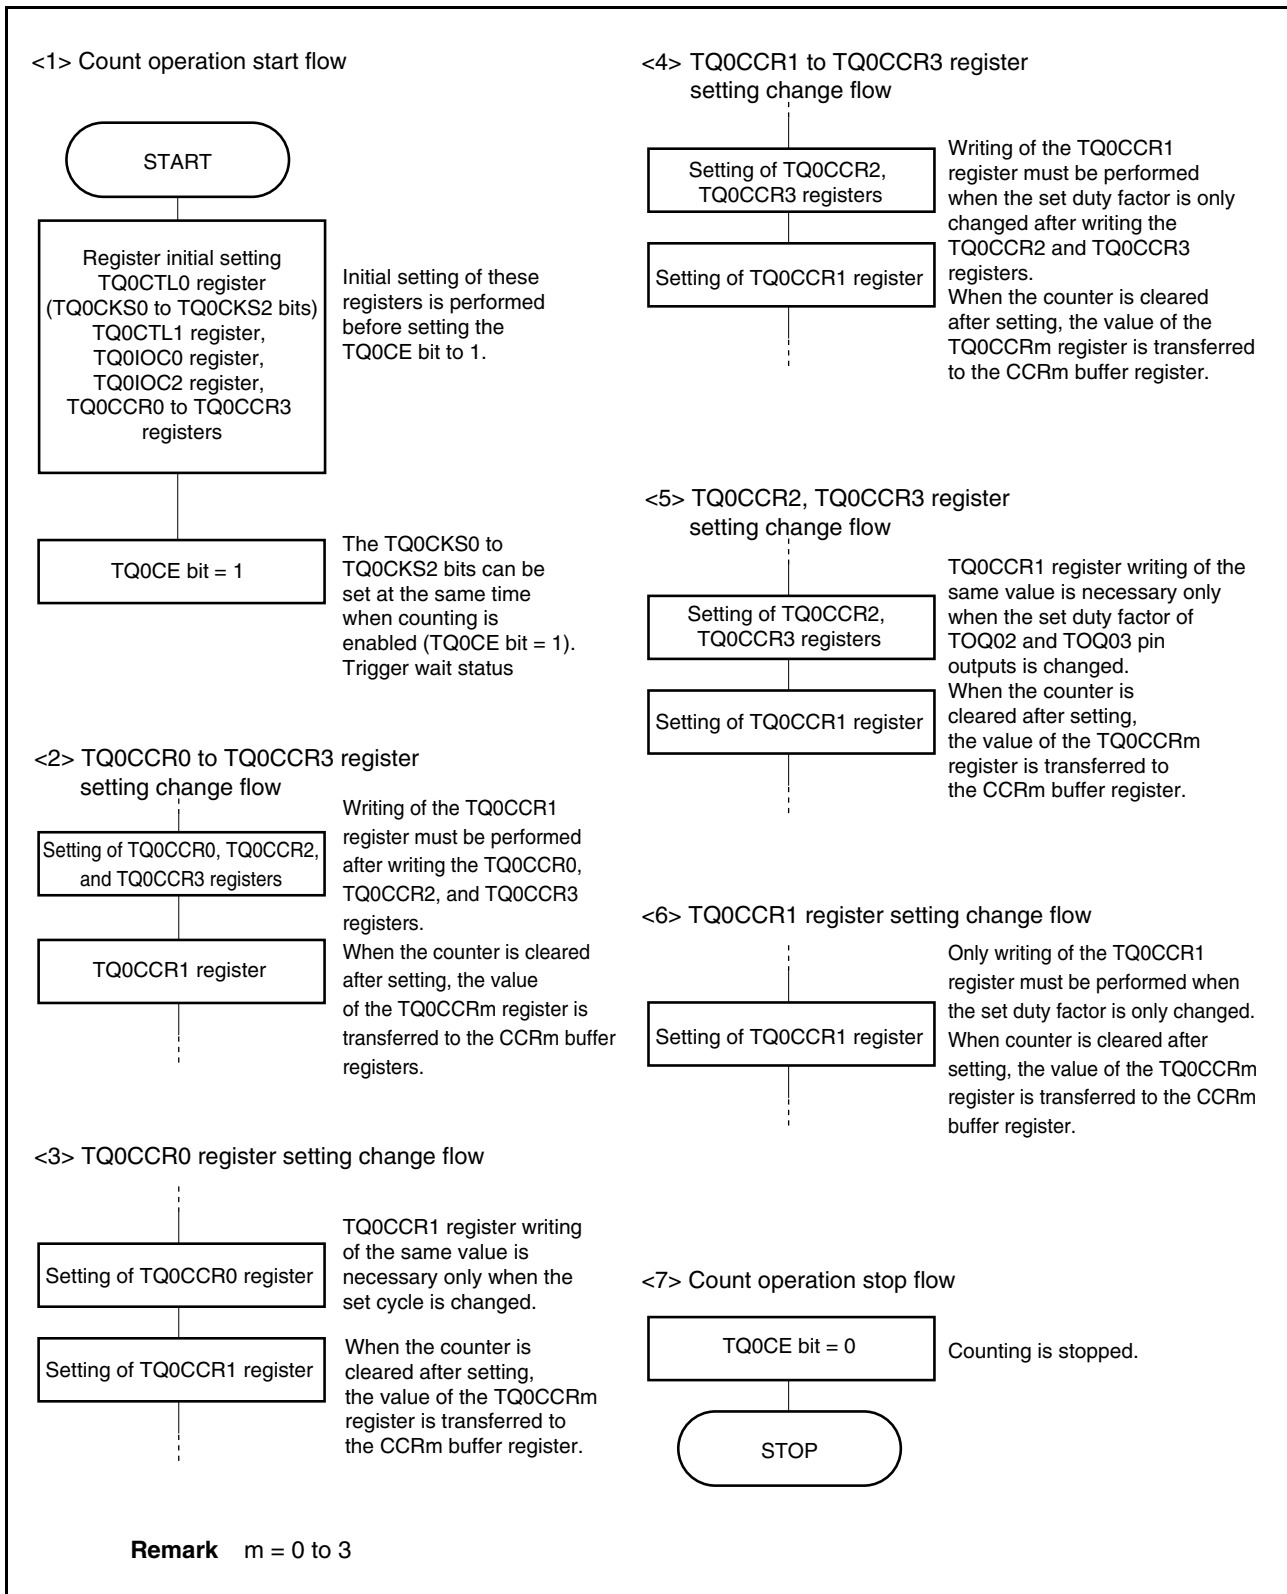 <1> Count operation start flow
START
Register initial setting
TQ0CTL0 register
(TQ0CKS0 to TQ0CKS2 bits)
TQ0CTL1 register,
TQ0IOC0 register,
TQ0IOC2 register,
TQ0CCR0 to TQ0CCR3
registers
Initial setting of these
registers is performed
before setting the
TQ0CE bit to 1.
TQ0CE bit = 1
The TQ0CKS0 to
TQ0CKS2 bits can be
set at the same time
when counting is
enabled (TQ0CE bit = 1).
Trigger wait status
<2> TQ0CCR0 to TQ0CCR3 register
setting change flow
Setting of TQ0CCR0, TQ0CCR2,
and TQ0CCR3 registers
TQ0CCR1 register
Writing of the TQ0CCR1
register must be performed
after writing the TQ0CCR0,
TQ0CCR2, and TQ0CCR3
registers.
When the counter is cleared
after setting, the value
of the TQ0CCRm register is
transferred to the CCRm buffer
registers.
<3> TQ0CCR0 register setting change flow
Setting of TQ0CCR0 register
TQ0CCR1 register writing
of the same value is
necessary only when the
set cycle is changed.
Setting of TQ0CCR1 register
When the counter is
cleared after setting,
the value of the TQ0CCRm
register is transferred to
the CCRm buffer register.
<4> TQ0CCR1 to TQ0CCR3 register
setting change flow
Setting of TQ0CCR2,
TQ0CCR3 registers
Setting of TQ0CCR1 register
Writing of the TQ0CCR1
register must be performed
when the set duty factor is only
changed after writing the
TQ0CCR2 and TQ0CCR3
registers.
When the counter is cleared
after setting, the value of the
TQ0CCRm register is transferred
to the CCRm buffer register.
<5> TQ0CCR2, TQ0CCR3 register
setting change flow
Setting of TQ0CCR2,
TQ0CCR3 registers
Setting of TQ0CCR1 register
TQ0CCR1 register writing of the
same value is necessary only
when the set duty factor of
TOQ02 and TOQ03 pin
outputs is changed.
When the counter is
cleared after setting,
the value of the TQ0CCRm
register is transferred to
the CCRm buffer register.
<6> TQ0CCR1 register setting change flow
Setting of TQ0CCR1 register
Only writing of the TQ0CCR1
register must be performed when
the set duty factor is only changed.
When counter is cleared after
setting, the value of the TQ0CCRm
register is transferred to the CCRm
buffer register.
<7> Count operation stop flow
TQ0CE bit = 0
Counting is stopped.
STOP
Remark m = 0 to 3